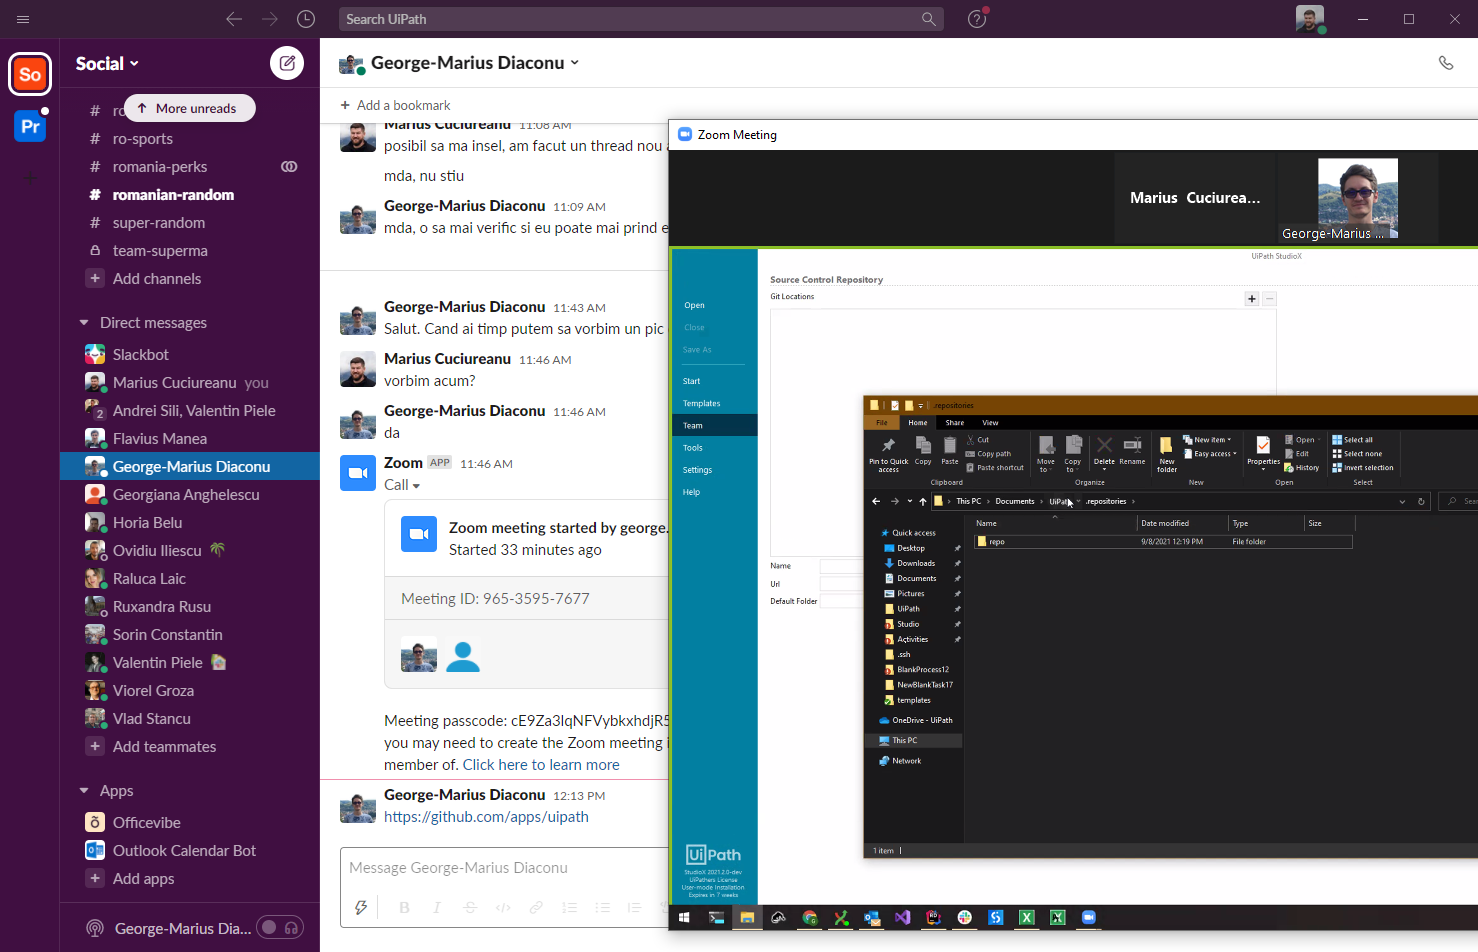 Search UiPath
So
Social
George-Marius Diaconu
Pr
# ro
More unreads
Add a bookmark
# ro-sports
# romania-perks
# romanian-random
# super-random
team-superma
Add channels
Direct messages
Slackbot
Marius Cuciureanu you
2 Andrei Sili, Valentin Piele
Flavius Manea
George-Marius Diaconu
Georgiana Anghelescu
Horia Belu
Ovidiu Iliescu
Raluca Laic
Ruxandra Rusu
Sorin Constantin
Valentin Piele
Viorel Groza
Vlad Stancu
Add teammates
Apps
Officevibe
Outlook Calendar Bot
Add apps
George-Marius Dia...
Marius Cuciureanu 11:08 AM
posibil sa ma insel, am facut un thread nou
mda, nu stiu
George-Marius Diaconu 11:09 AM
mda, o sa mai verific si eu poate mai prind
George-Marius Diaconu 11:43 AM
Salut. Cand ai timp putem sa vorbim un pic
Marius Cuciureanu 11:46 AM
vorbim acum?
George-Marius Diaconu 11:46 AM
da
Zoom APP 11:46 AM
Call
Zoom meeting started by george.
Started 33 minutes ago
Meeting ID: 965-3595-7677
Meeting passcode: cE9Za3lqNFVybkxhdjR5
you may need to create the Zoom meeting
member of. Click here to learn more
George-Marius Diaconu 12:13 PM
https://github.com/apps/uipath
Message George-Marius Diaconu
Zoom Meeting
Marius Cuciurea...
George-Marius ...
UiPath StudioX
Source Control Repository
Git Locations
Open
Close
Save As
Start
Templates
Team
Tools
Settings
Help
Name
Url
Default Folder
UiPath
StudioX 2021.2.0-dev
UiPathers License
User-mode Installation
Expires in 7 weeks
.repositories
File Home Share View
Pin to Quick access
Copy
Paste
Cut
Copy path
Paste shortcut
Move to
Copy to
Delete
Rename
New folder
New item
Easy access
Properties
Open
Edit
History
Select all
Select none
Invert selection
Clipboard Organize New Open Select
This PC > Documents > UiPath > .repositories >
Name Date modified Type Size
repo 9/8/2021 12:19 PM File folder
Quick access
Desktop
Downloads
Documents
Pictures
UiPath
Studio
Activities
.ssh
BlankProcess12
NewBlankTask17
templates
OneDrive - UiPath
This PC
Network
1 item